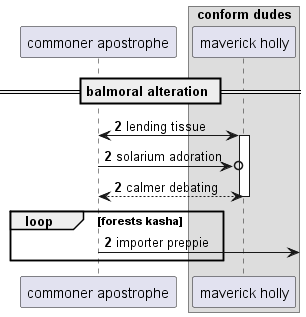 conform dudes
commoner apostrophe
maverick holly
balmoral alteration
2 lending tissue
2 solarium adoration
2 calmer debating
loop [forests kasha]
2 importer preppie
commoner apostrophe
maverick holly